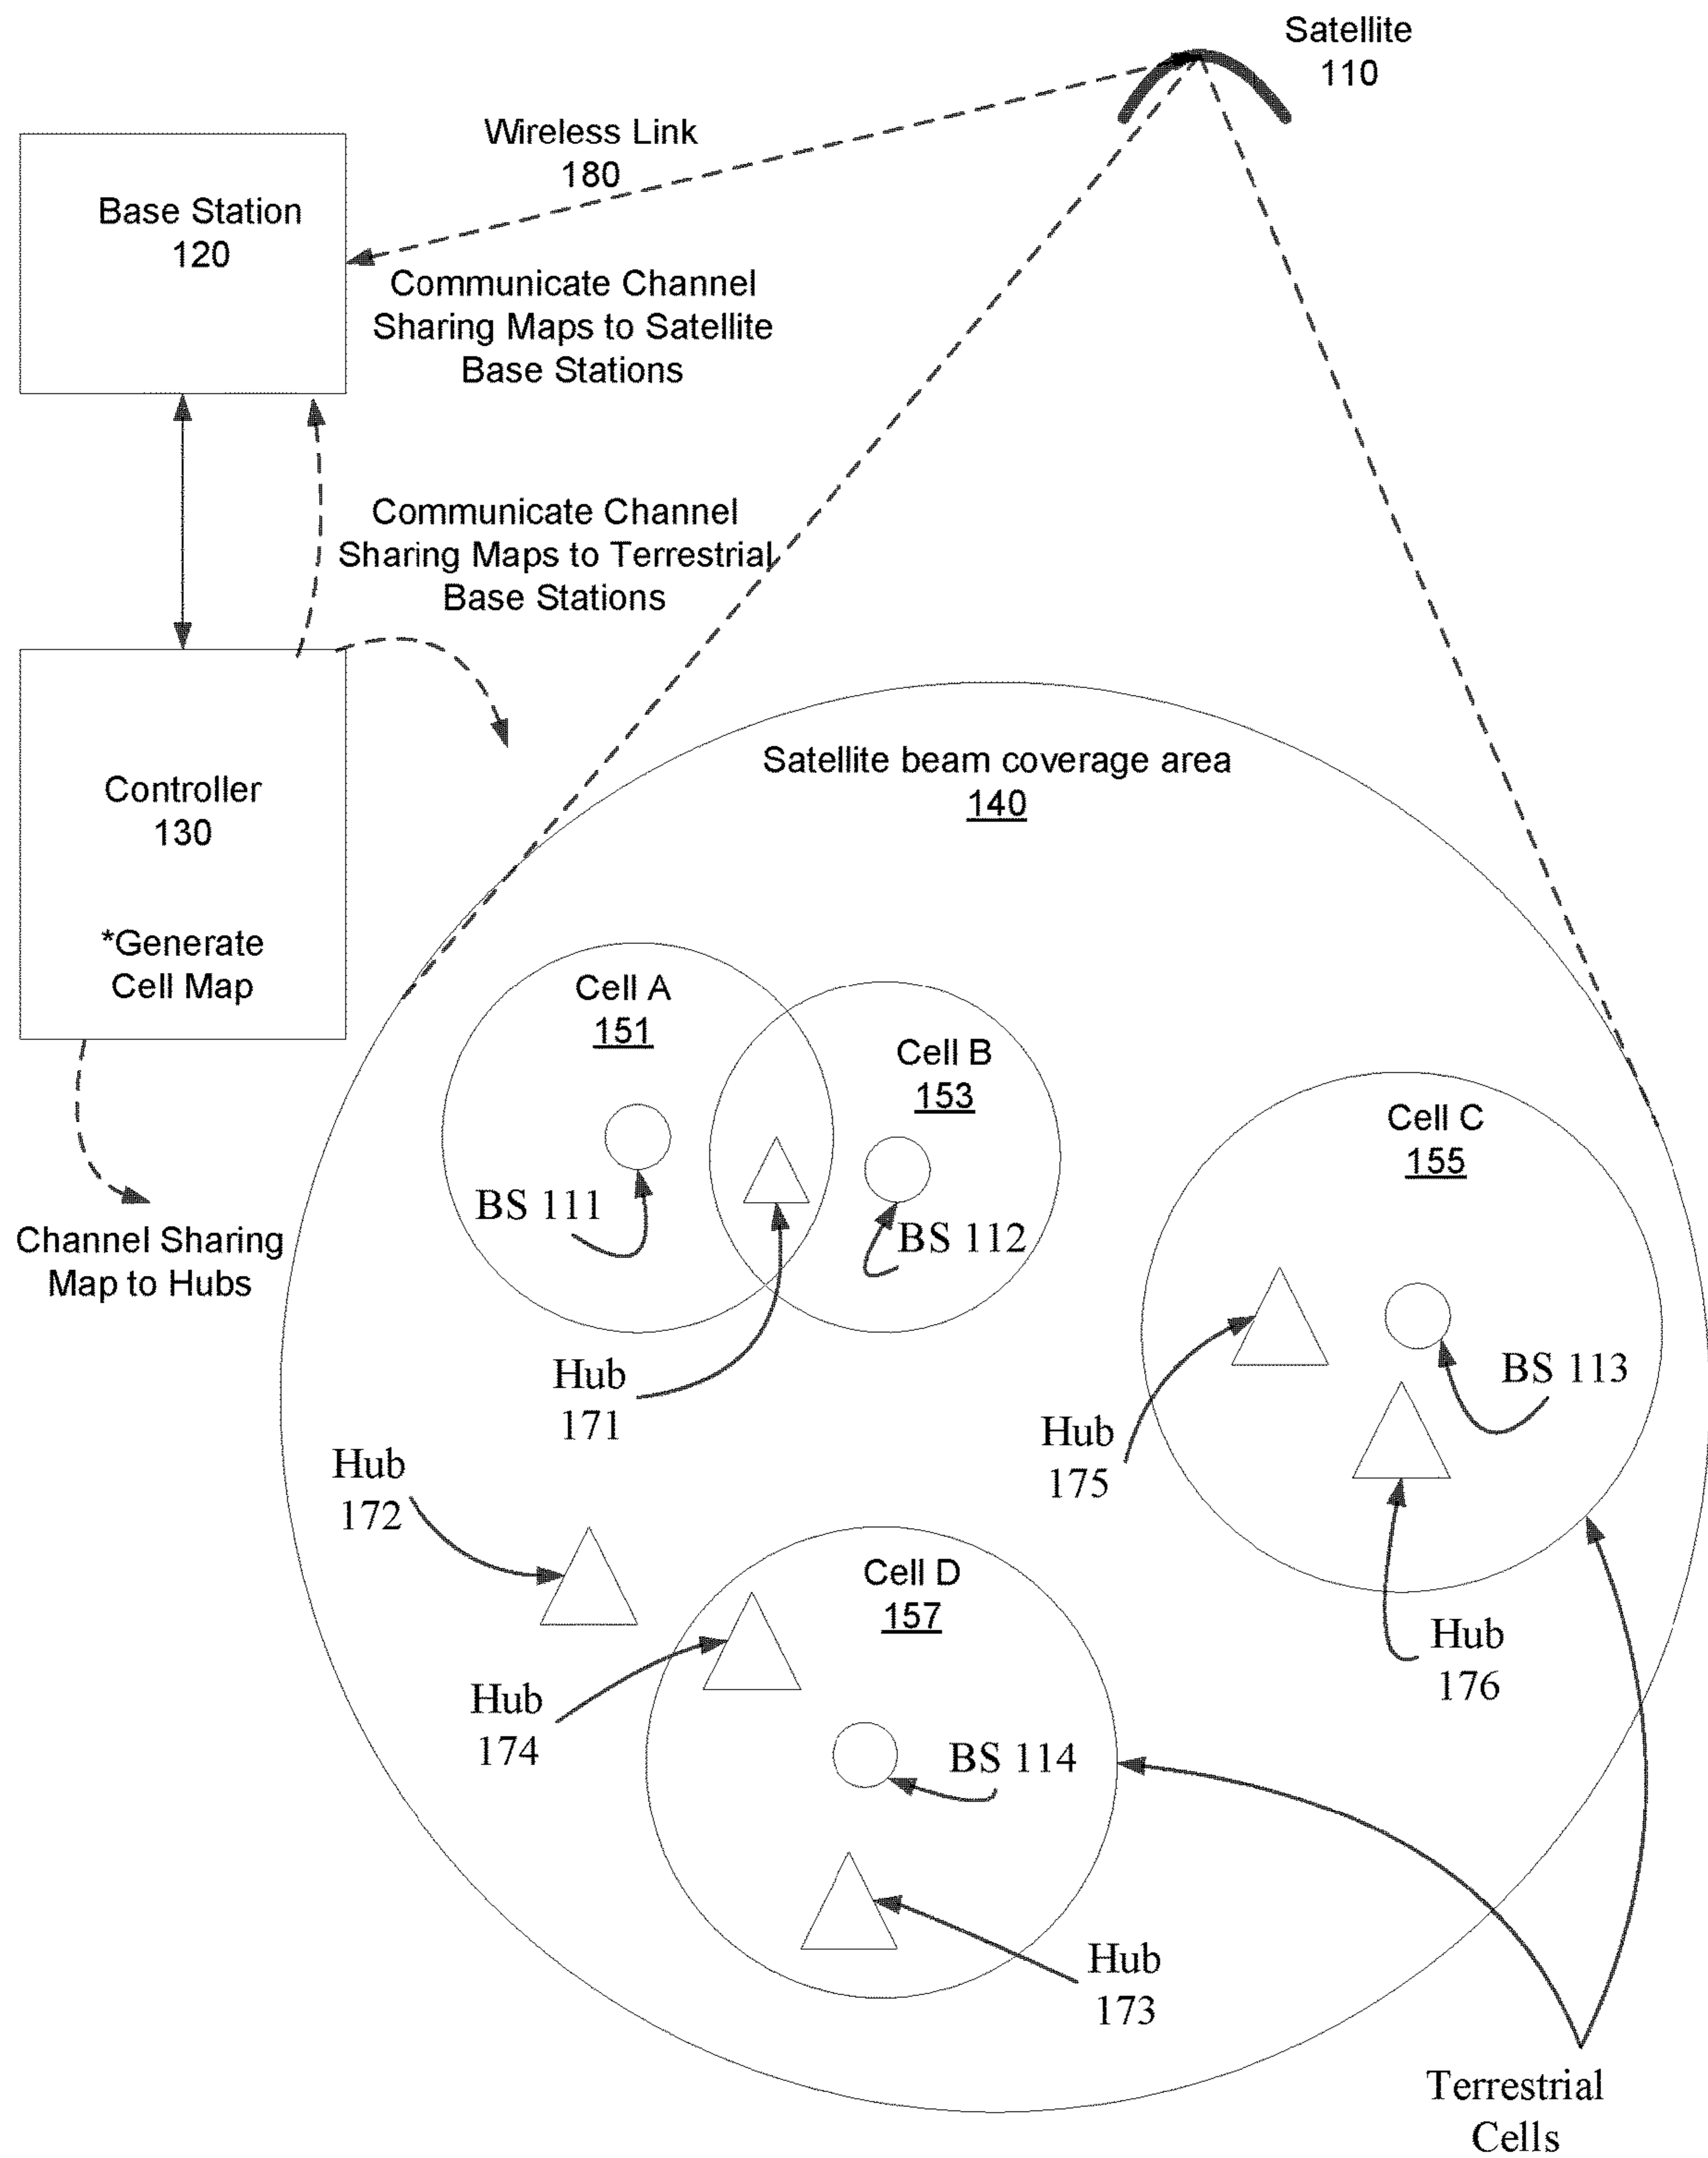 Satellite
110
Wireless Link
180
Base Station
120
Communicate Channel
Sharing Maps to Satellite
Base Stations
Communicate Channel
Sharing Maps to Terrestrial
Base Stations
Controller
130
*Generate
Cell Map
Channel Sharing
Map to Hubs
Satellite beam coverage area
140
Cell A
151
BS 111
Cell B
153
BS 112
Cell C
155
BS 113
Hub
171
Hub
175
Hub
172
Hub
176
Cell D
157
Hub
174
BS 114
Hub
173
Terrestrial
Cells